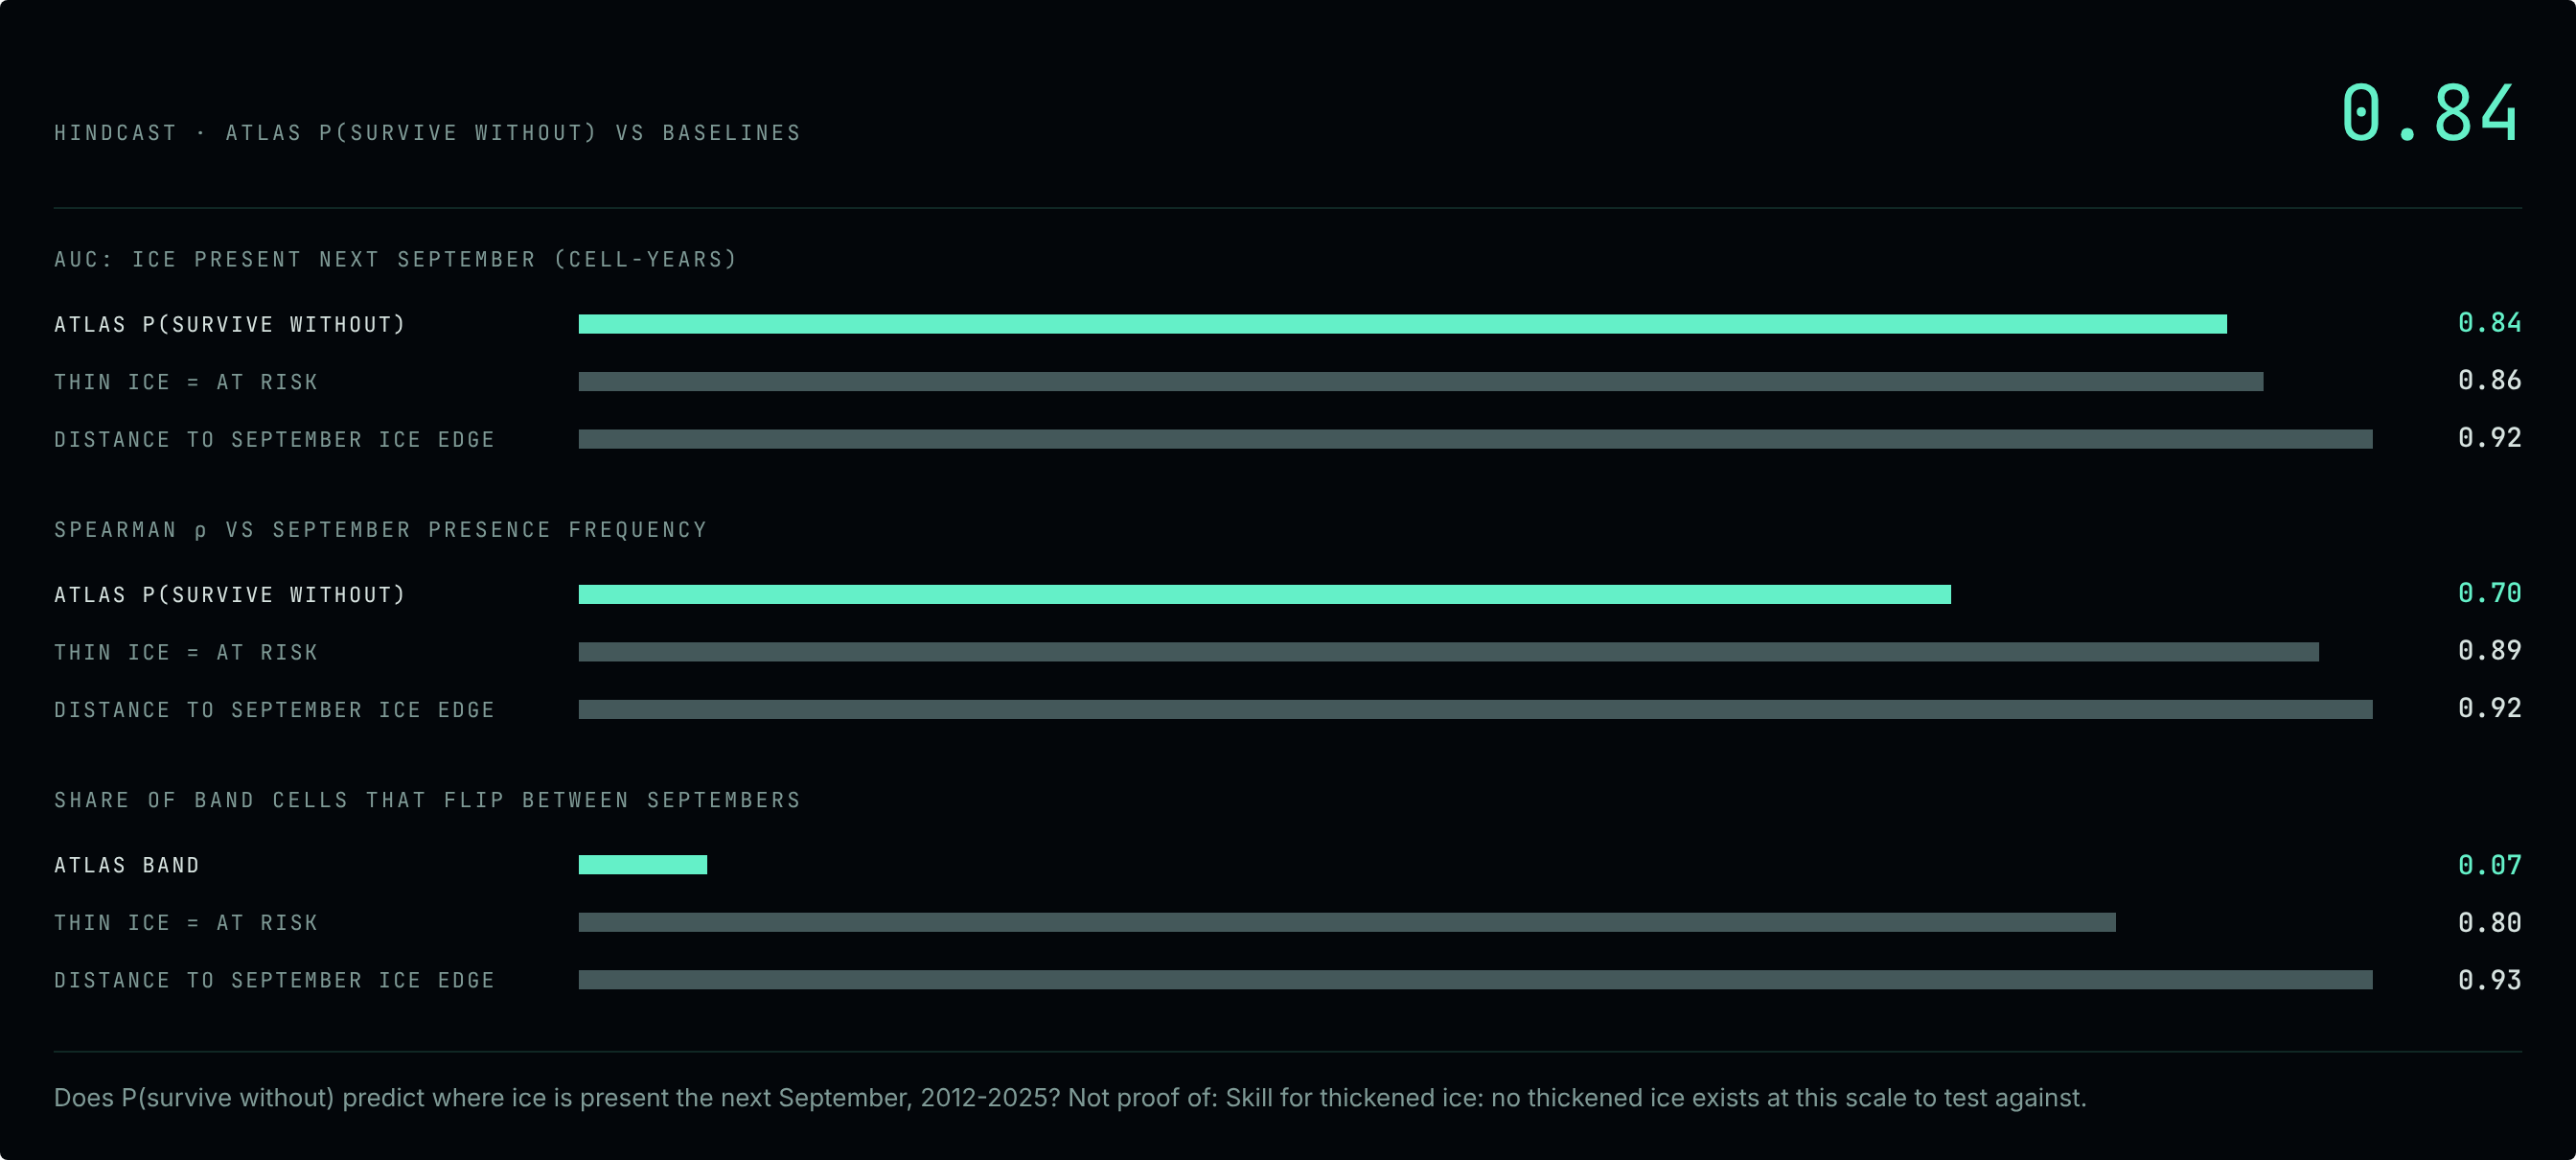 HINDCAST · ATLAS P(SURVIVE WITHOUT) VS BASELINES
0.84
AUC: ICE PRESENT NEXT SEPTEMBER (CELL-YEARS)
ATLAS P(SURVIVE WITHOUT) 0.84
THIN ICE = AT RISK 0.86
DISTANCE TO SEPTEMBER ICE EDGE 0.92
SPEARMAN ρ VS SEPTEMBER PRESENCE FREQUENCY
ATLAS P(SURVIVE WITHOUT) 0.70
THIN ICE = AT RISK 0.89
DISTANCE TO SEPTEMBER ICE EDGE 0.92
SHARE OF BAND CELLS THAT FLIP BETWEEN SEPTEMBERS
ATLAS BAND 0.07
THIN ICE = AT RISK 0.80
DISTANCE TO SEPTEMBER ICE EDGE 0.93
Does P(survive without) predict where ice is present the next September, 2012-2025? Not proof of: Skill for thickened ice: no thickened ice exists at this scale to test against.